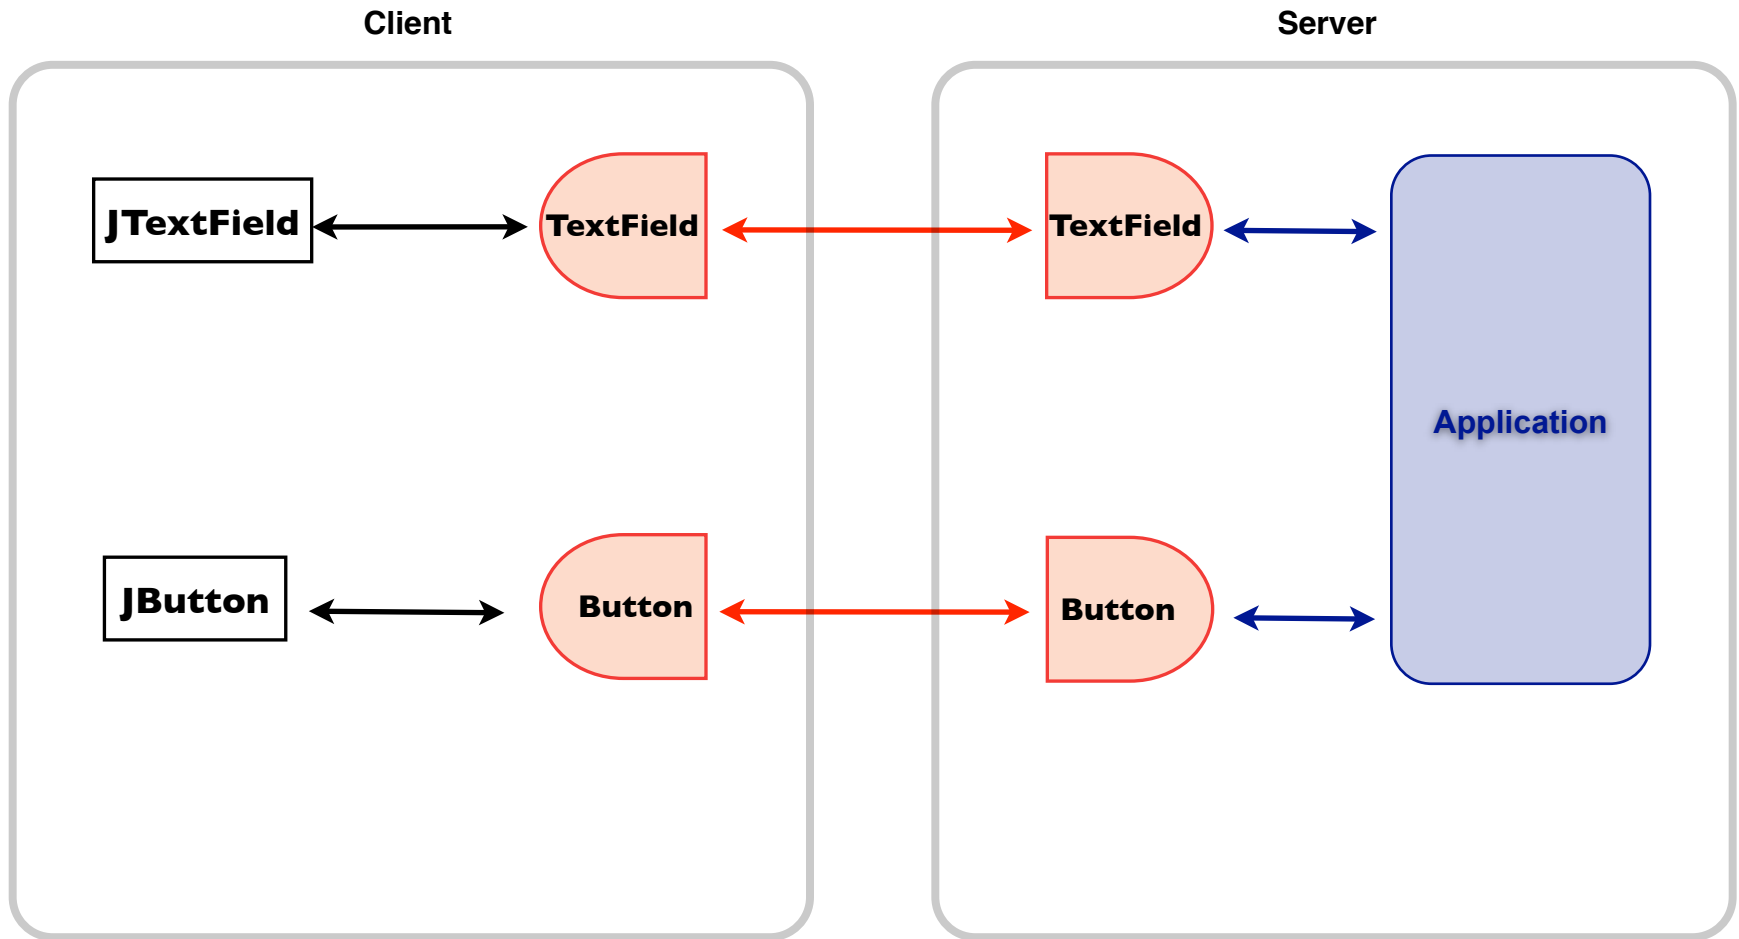 Client
Server
JTextField
TextField
TextField
Application
JButton
Button
Button